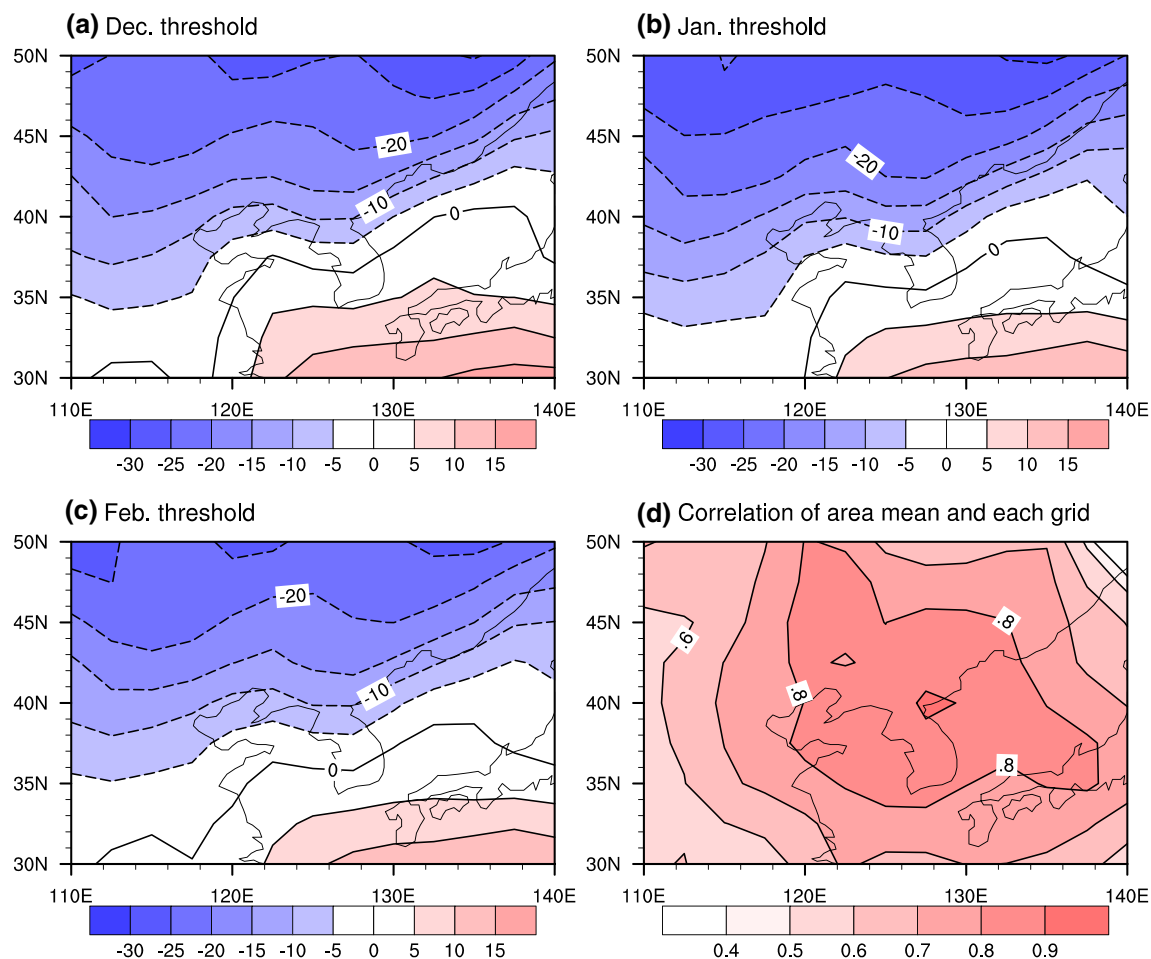 (a) Dec. threshold
(b) Jan. threshold
50N
45N
40N
35N
30N
-20
-10
0
110E 120E 130E 140E
-30 -25 -20 -15 -10 -5 0 5 10 15
50N
45N
40N
35N
30N
-20
-10
0
110E 120E 130E 140E
-30 -25 -20 -15 -10 -5 0 5 10 15
(c) Feb. threshold
(d) Correlation of area mean and each grid
50N
45N
40N
35N
30N
-20
-10
0
110E 120E 130E 140E
-30 -25 -20 -15 -10 -5 0 5 10 15
50N
45N
40N
35N
30N
.6
.8
.8
.8
110E 120E 130E 140E
0.4 0.5 0.6 0.7 0.8 0.9